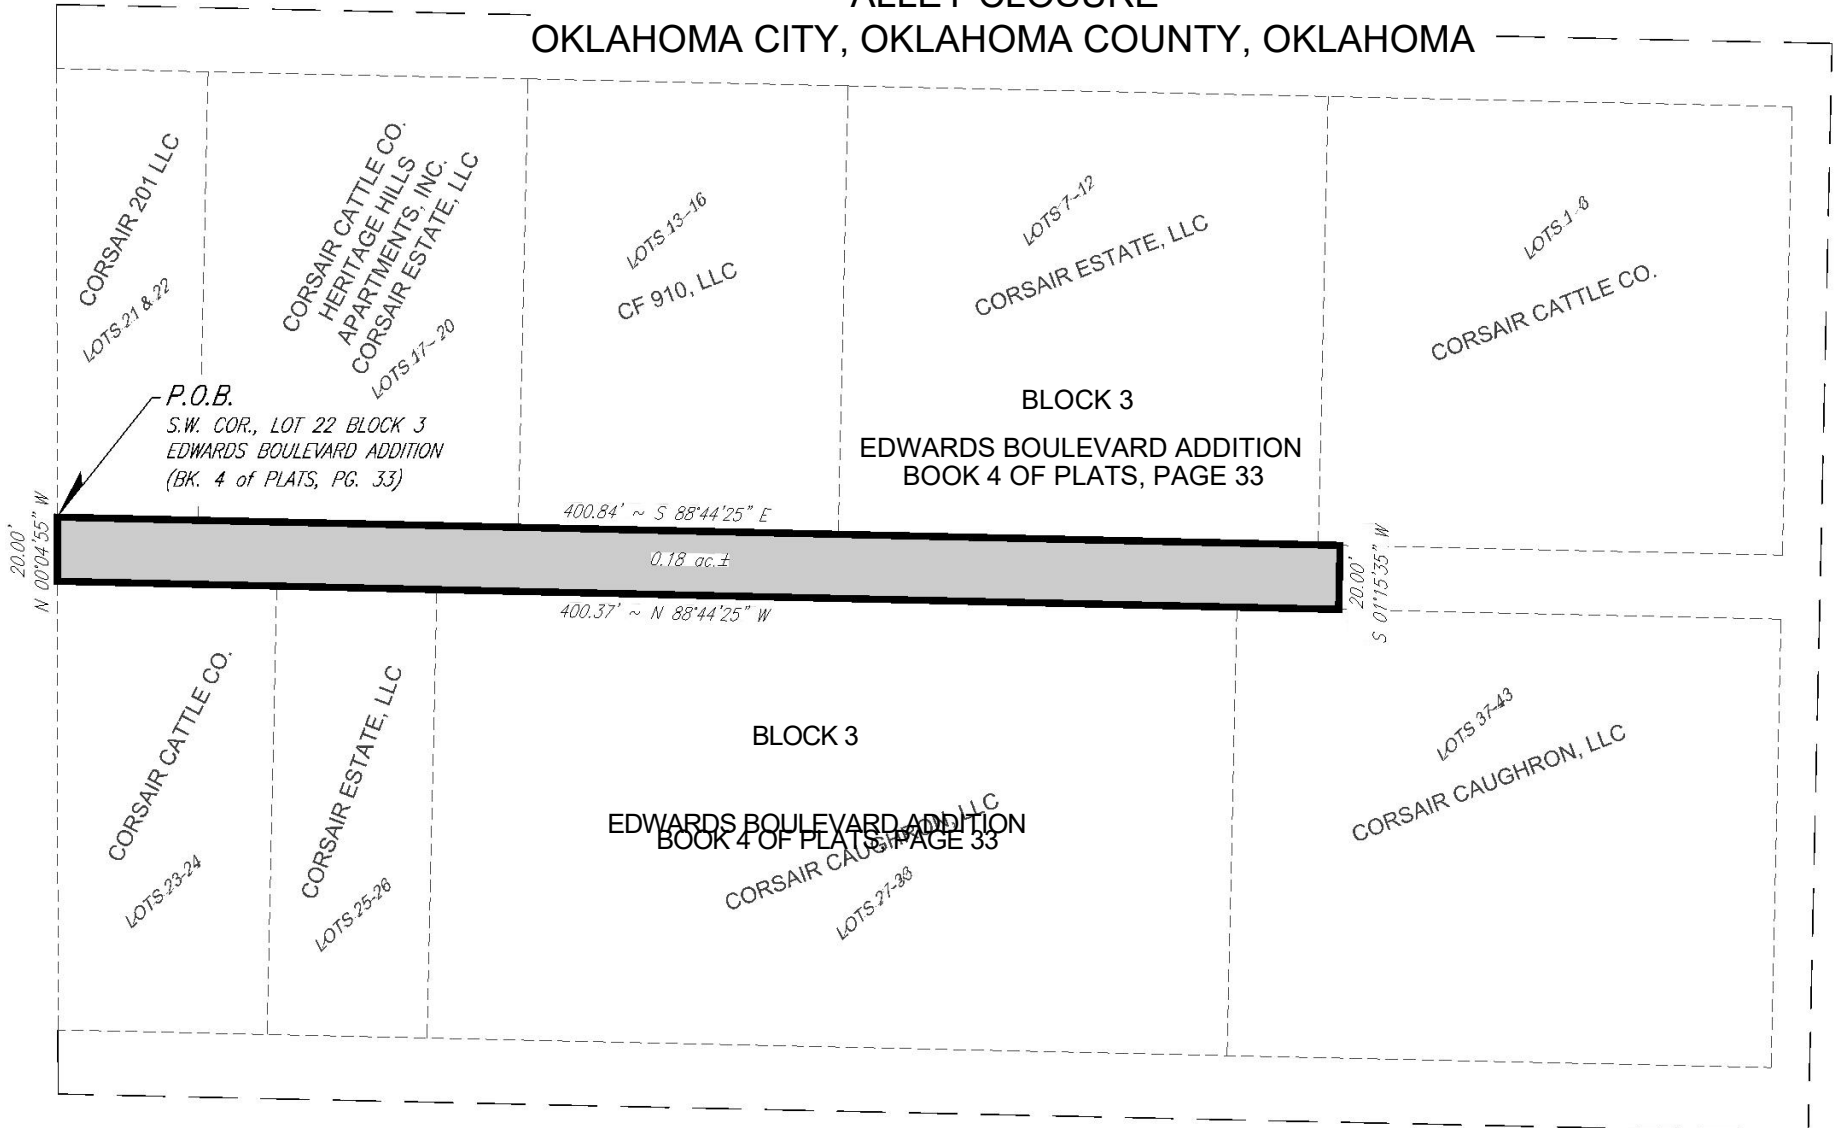 ALLEY CLOSURE
OKLAHOMA CITY, OKLAHOMA COUNTY, OKLAHOMA
CORSAIR 201 LLC
LOTS 21 & 22
CORSAIR CATTLE CO.
HERITAGE HILLS
APARTMENTS, INC.
CORSAIR ESTATE, LLC
LOTS 17~20
LOTS 13-16
CF 910, LLC
LOTS 7-12
CORSAIR ESTATE, LLC
CORSAIR CATTLE CO.
P.O.B.
S.W. COR., LOT 22 BLOCK 3
EDWARDS BOULEVARD ADDITION
(BK. 4 of PLATS, PG. 33)
BLOCK 3
EDWARDS BOULEVARD ADDITION
BOOK 4 OF PLATS, PAGE 33
20.00'
N 00°04'55" W
400.84' ~ S 88°44'25" E
0.18 ac.±
400.37' ~ N 88°44'25" W
20.00'
S 01°15'35" W
CORSAIR CATTLE CO.
LOTS 23-24
CORSAIR ESTATE, LLC
LOTS 25-26
BLOCK 3
EDWARDS BOULEVARD ADDITION
BOOK 4 OF PLATS, PAGE 33
CORSAIR CAUGHRON, LLC
LOTS 37-43
CORSAIR CAUGHRON, LLC